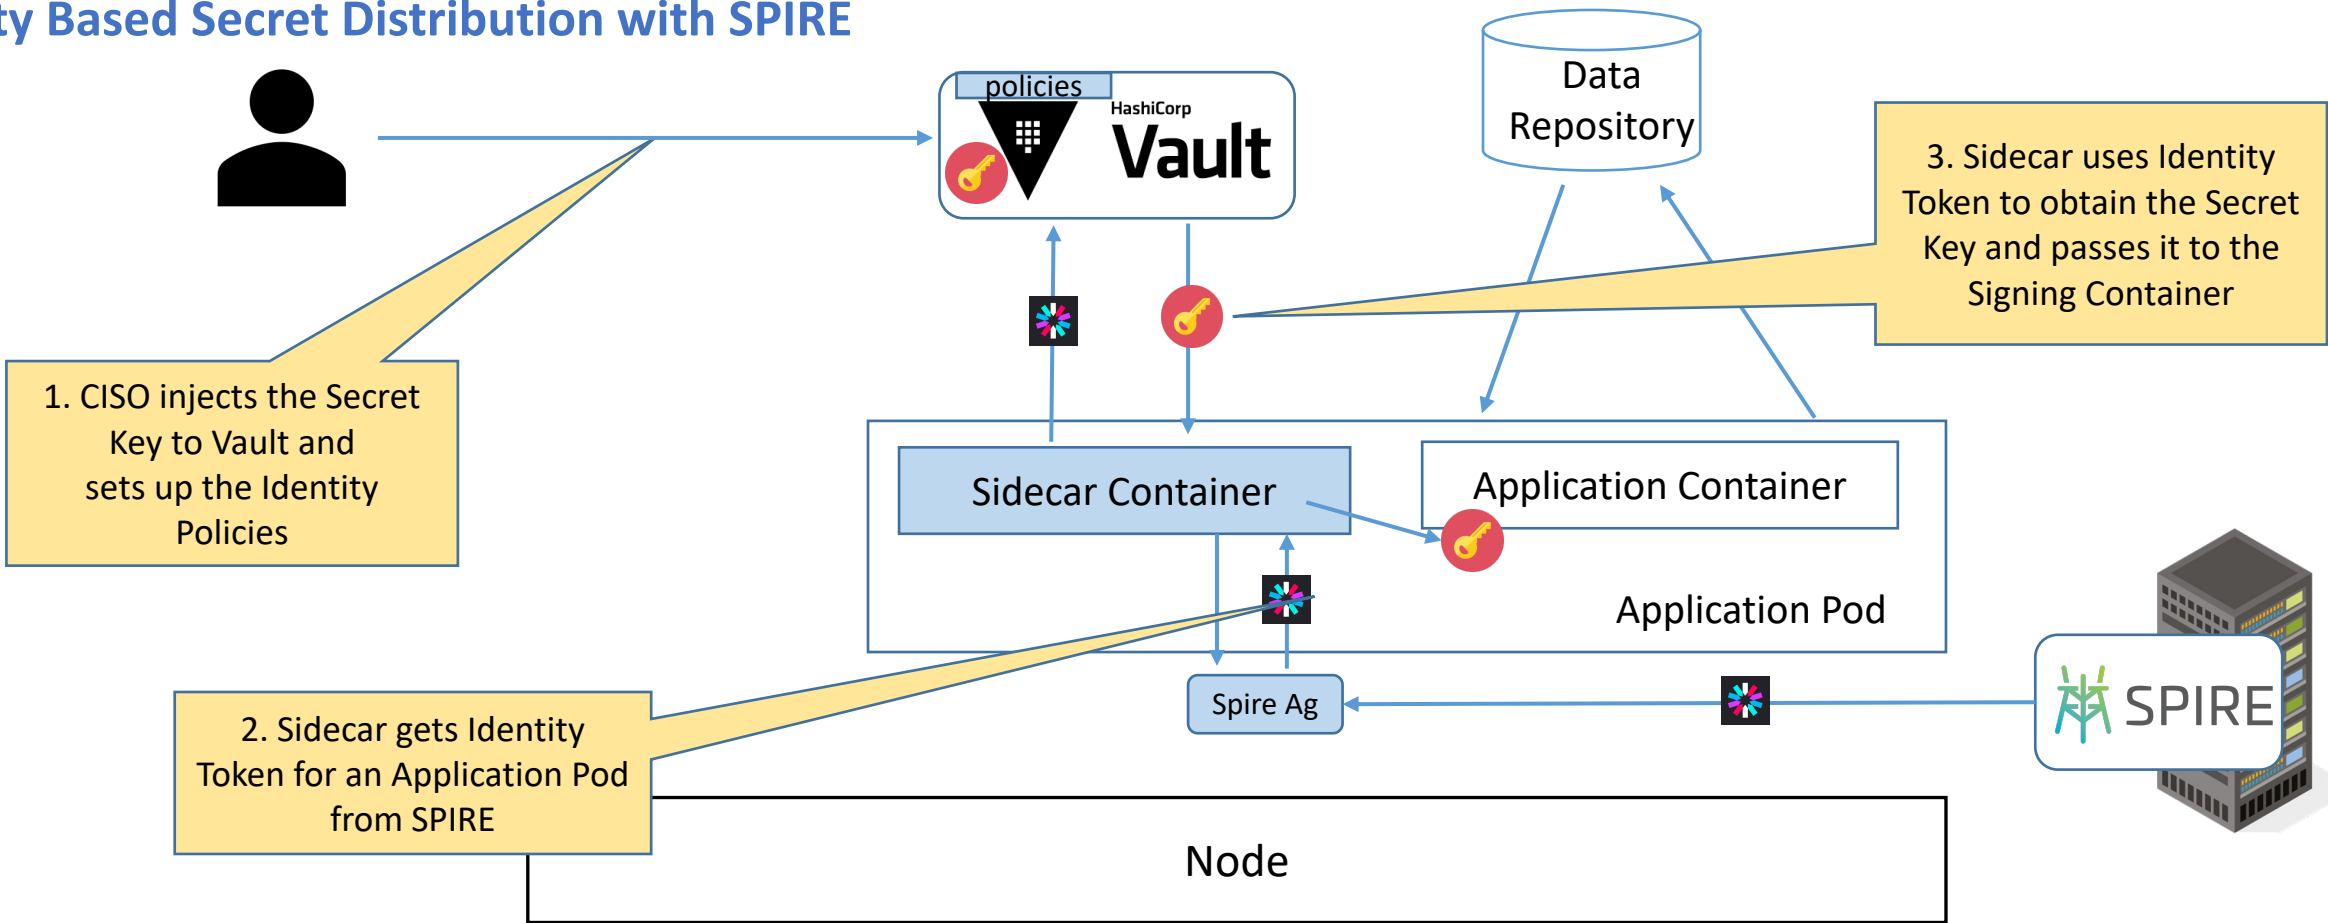 ty Based Secret Distribution with SPIRE
policies
HashiCorp
Vault
Data
Repository
3. Sidecar uses Identity
Token to obtain the Secret
Key and passes it to the
Signing Container
1. CISO injects the Secret
Key to Vault and
sets up the Identity
Policies
Sidecar Container
Application Container
Application Pod
Spire Ag
SPIRE
2. Sidecar gets Identity
Token for an Application Pod
from SPIRE
Node